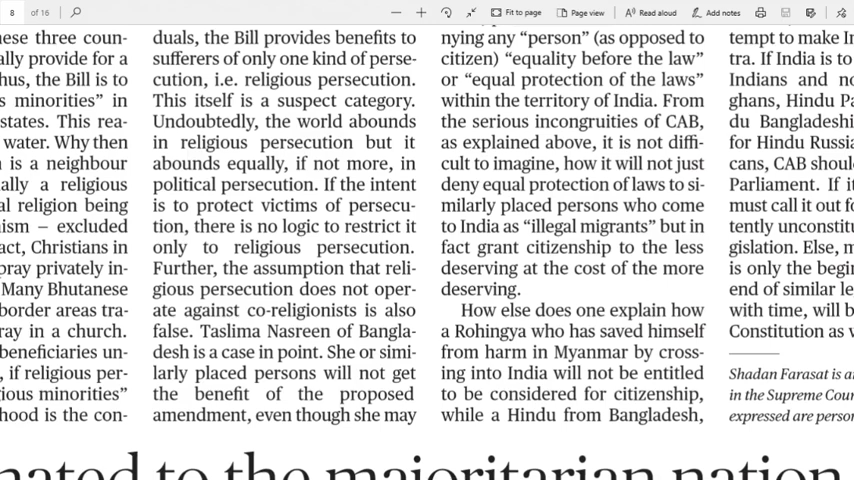 8 of 16
Fit to page
Page view
Read aloud
Add notes
ese three coun-
ally provide for a
hus, the Bill is to
s minorities” in
states. This rea-
water. Why then
is a neighbour
ally a religious
al religion being
ism – excluded
act, Christians in
pray privately in-
Many Bhutanese
border areas tra-
ray in a church.
beneficiaries un-
, if religious per-
gious minorities”
hood is the con-
duals, the Bill provides benefits to
sufferers of only one kind of perse-
cution, i.e. religious persecution.
This itself is a suspect category.
Undoubtedly, the world abounds
in religious persecution but it
abounds equally, if not more, in
political persecution. If the intent
is to protect victims of persecu-
tion, there is no logic to restrict it
only to religious persecution.
Further, the assumption that reli-
gious persecution does not oper-
ate against co-religionists is also
false. Taslima Nasreen of Bangla-
desh is a case in point. She or simi-
larly placed persons will not get
the benefit of the proposed
amendment, even though she may
nying any “person” (as opposed to
citizen) “equality before the law”
or “equal protection of the laws”
within the territory of India. From
the serious incongruities of CAB,
as explained above, it is not diffi-
cult to imagine, how it will not just
deny equal protection of laws to si-
milarly placed persons who come
to India as “illegal migrants” but in
fact grant citizenship to the less
deserving at the cost of the more
deserving.
How else does one explain how
a Rohingya who has saved himself
from harm in Myanmar by cross-
ing into India will not be entitled
to be considered for citizenship,
while a Hindu from Bangladesh,
tempt to make In
tra. If India is to
Indians and no
ghans, Hindu Pa
du Bangladeshi
for Hindu Russia
cans, CAB shoul
Parliament. If it
must call it out fo
tently unconstitu
gislation. Else, m
is only the begin
end of similar le
with time, will b
Constitution as v
Shadan Farasat is a
in the Supreme Cour
expressed are person
nated to the majoritarian nation